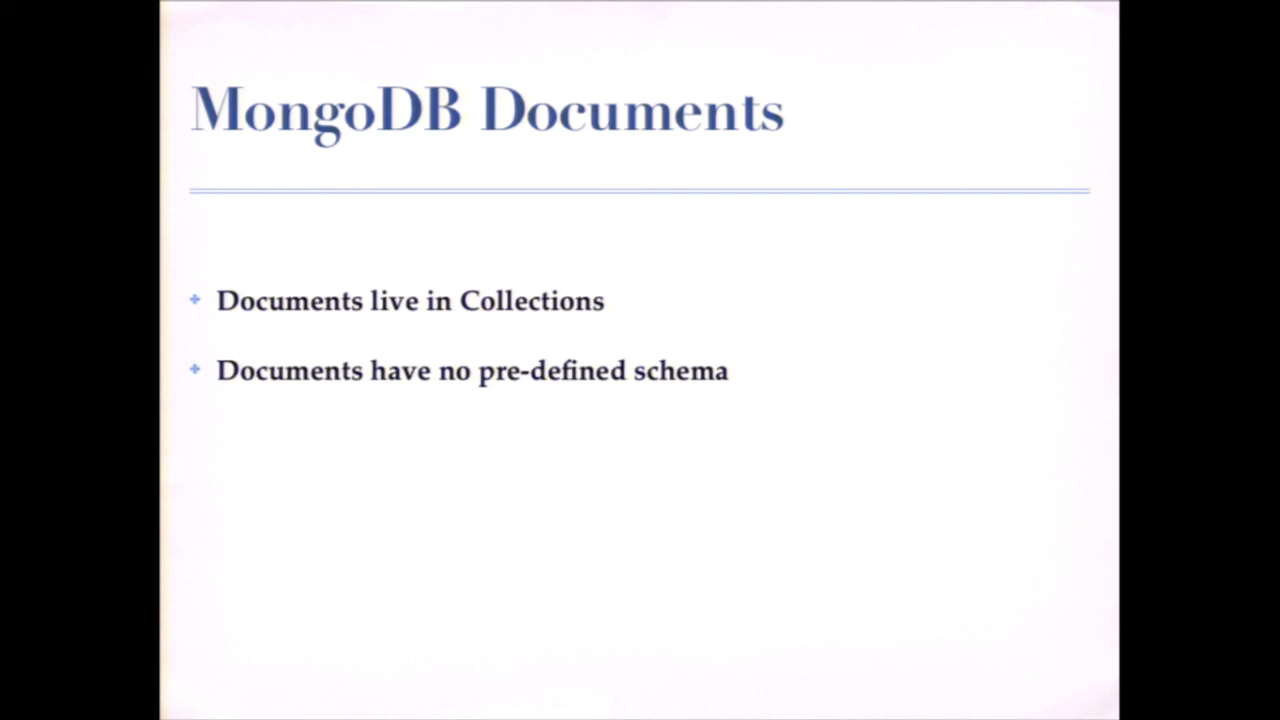 MongoDB Documents
Documents live in Collections
Documents have no pre-defined schema